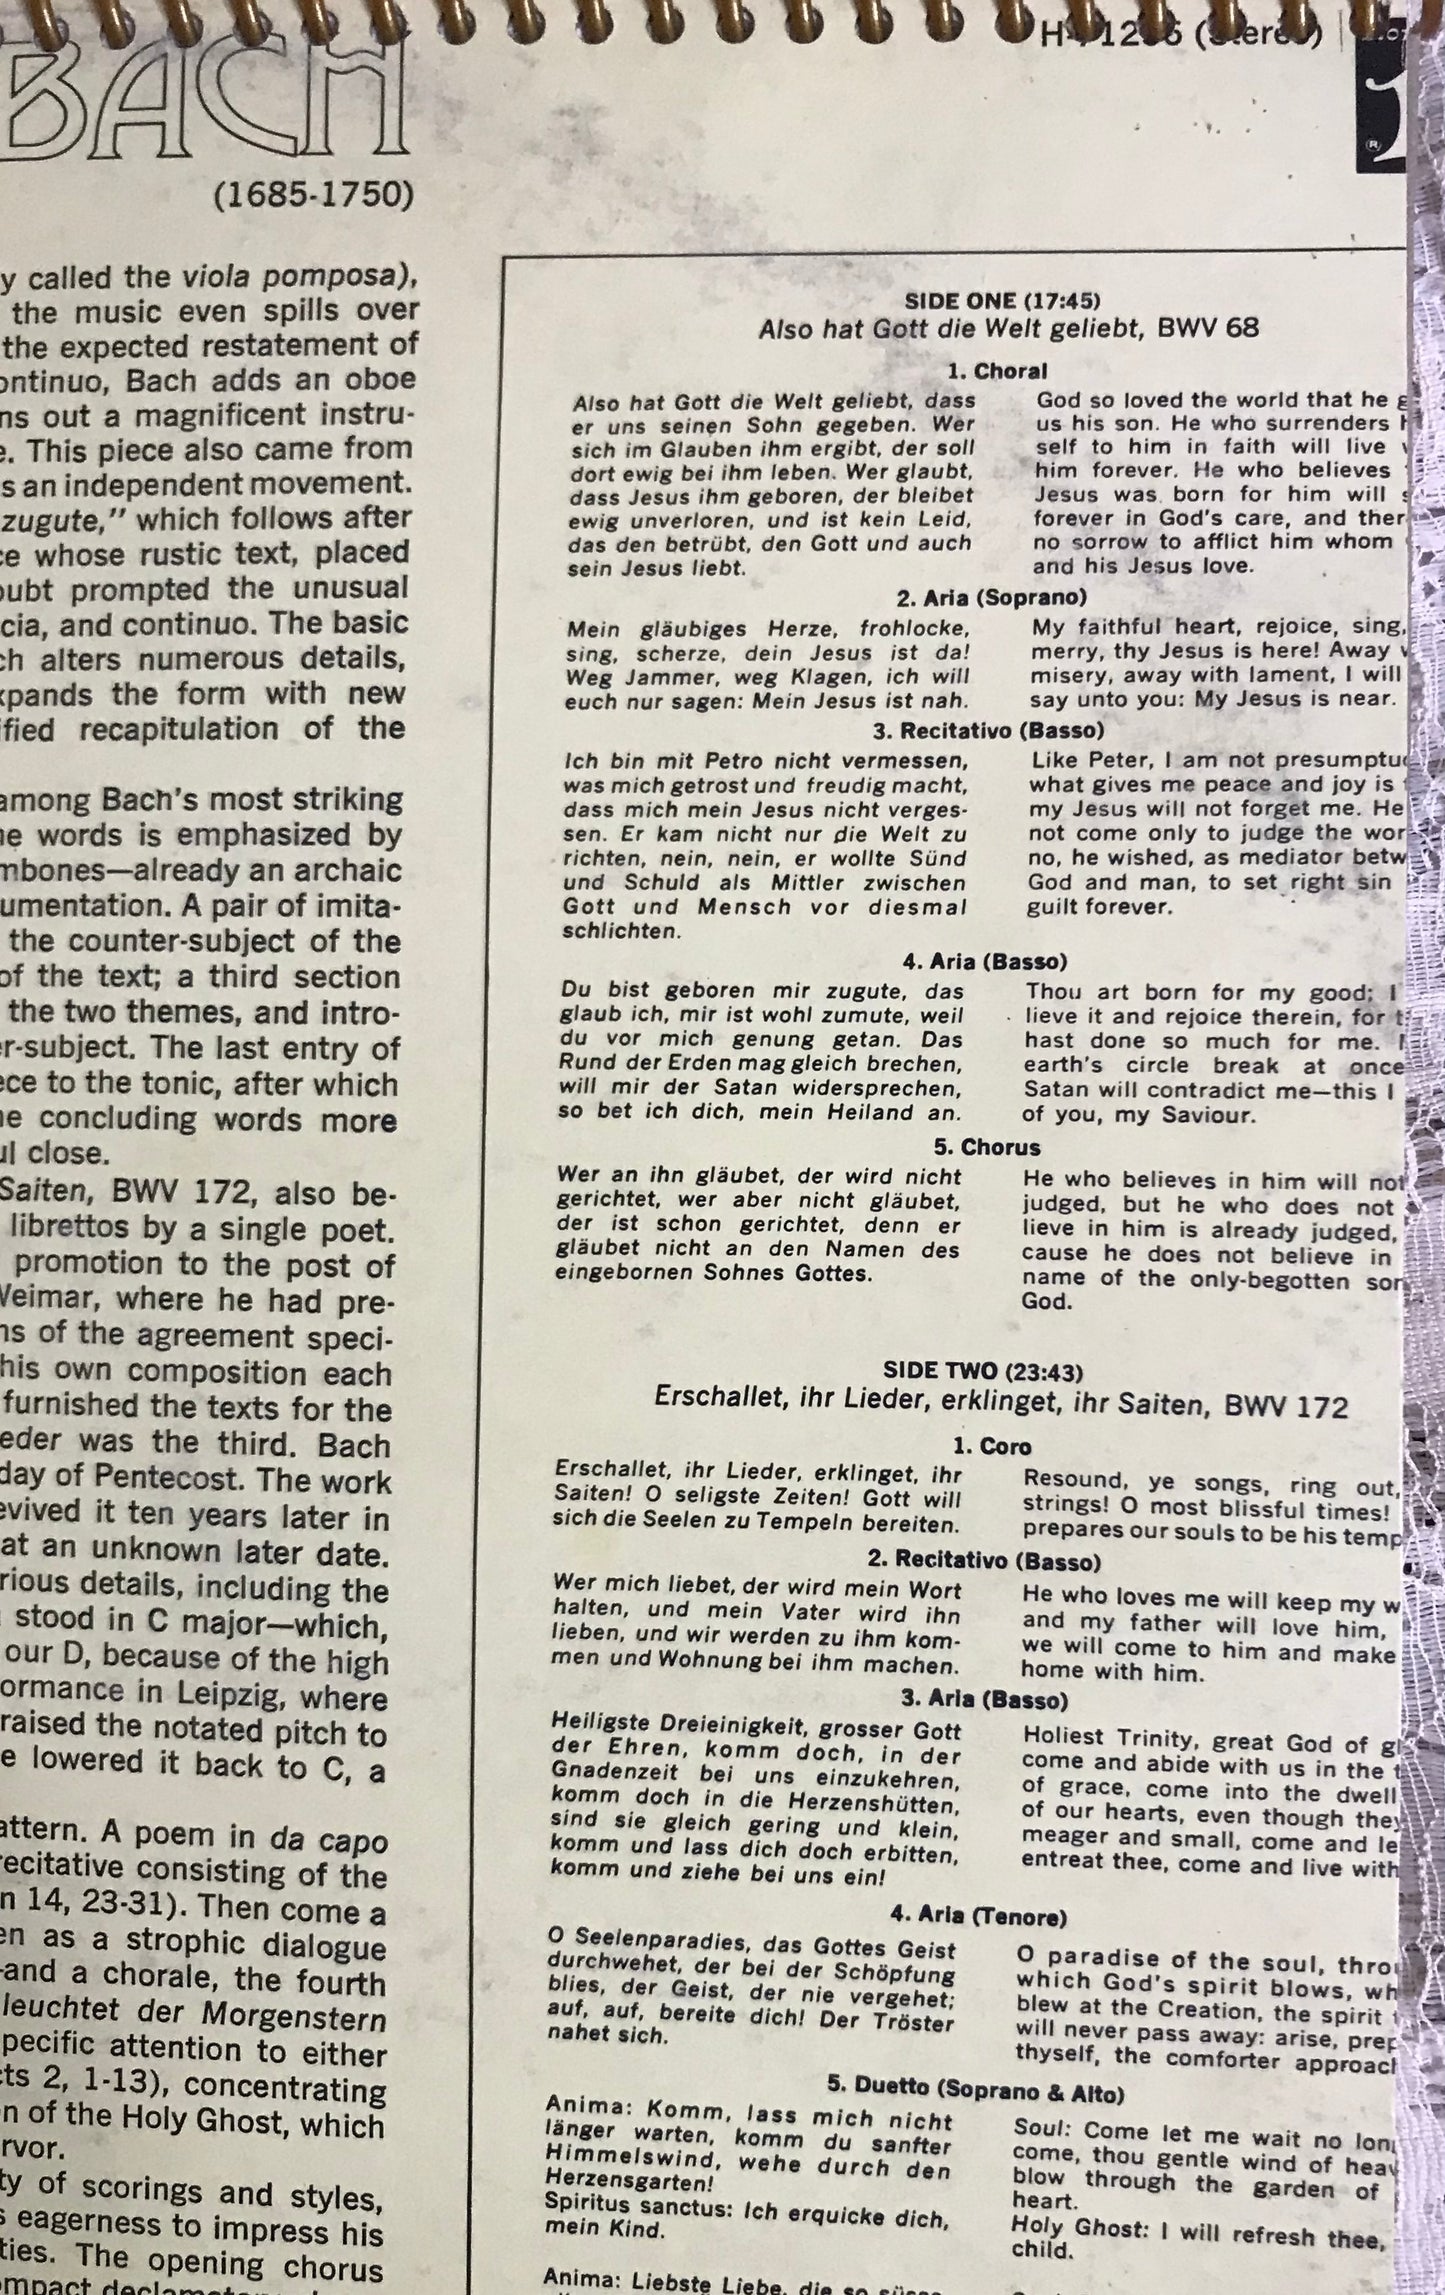 BACH
(Stereo)
(1685-1750)
called the viola pomposa),
the music even spills over
the expected restatement of
Bach adds an oboe
out a magnificent instru-
This piece also came from
an independent movement.
zugute," which follows after
whose rustic text, placed
prompted the unusual
and continuo. The basic
alters numerous details,
the form with new
recapitulation of the
among Bach's most striking
words is emphasized by
already an archaic
A pair of imita-
the counter-subject of the
of the text; a third section
the two themes, and intro-
The last entry of
to the tonic, after which
concluding words more
close.
Saiten, BWV 172, also be-
librettos by a single poet.
promotion to the post of
Weimar, where he had pre-
of the agreement speci-
his own composition each
furnished the texts for the
was the third. Bach
day of Pentecost. The work
it ten years later in
at an unknown later date.
details, including the
stood in C major—which,
our D, because of the high
in Leipzig, where
raised the notated pitch to
lowered it back to C, a
A poem in da capo
consisting of the
14, 23-31). Then come a
as a strophic dialogue
and a chorale, the fourth
leuchtet der Morgenstern
attention to either
2, 1-13), concentrating
of the Holy Ghost, which
of scorings and styles,
eagerness to impress his
The opening chorus
SIDE ONE (17:45)
Also hat Gott die Welt geliebt, BWV 68
1. Choral
Also hat Gott die Welt geliebt, dass
er uns seinen Sohn gegeben. Wer
sich im Glauben ihm ergibt, der soll
dort ewig bei ihm leben. Wer glaubt,
dass Jesus ihm geboren, der bleibet
ewig unverloren, und ist kein Leid,
das den betrübt, den Gott und auch
sein Jesus liebt.
God so loved the world that he
us his son. He who surrenders
self to him in faith will live
him forever. He who believes
Jesus was born for him will
forever in God's care, and
no sorrow to afflict him whom
and his Jesus love.
2. Aria (Soprano)
Mein gläubiges Herze, frohlocke,
sing, scherze, dein Jesus ist da!
Weg Jammer, weg Klagen, ich will
euch nur sagen: Mein Jesus ist nah.
My faithful heart, rejoice, sing,
merry, thy Jesus is here! Away
misery, away with lament, I will
say unto you: My Jesus is near.
3. Recitativo (Basso)
Ich bin mit Petro nicht vermessen,
was mich getrost und freudig macht,
dass mich mein Jesus nicht verges-
sen. Er kam nicht nur die Welt zu
richten, nein, nein, er wollte Sünd
und Schuld als Mittler zwischen
Gott und Mensch vor diesmal
schlichten.
Like Peter, I am not
what gives me peace and joy is
my Jesus will not forget me. He
not come only to judge the
no, he wished, as mediator
God and man, to set right sin
guilt forever.
4. Aria (Basso)
Du bist geboren mir zugute, das
glaub ich, mir ist wohl zumute, weil
du vor mich genung getan. Das
Rund der Erden mag gleich brechen,
will mir der Satan widersprechen,
so bet ich dich, mein Heiland an.
Thou art born for my good; I
lieve it and rejoice therein, for
hast done so much for me.
earth's circle break at once
Satan will contradict me—this I
of you, my Saviour.
5. Chorus
Wer an ihn gläubet, der wird nicht
gerichtet, wer aber nicht gläubet,
der ist schon gerichtet, denn er
gläubet nicht an den Namen des
eingebornen Sohnes Gottes.
He who believes in him will not
judged, but he who does not
lieve in him is already judged,
cause he does not believe in
name of the only-begotten
God.
SIDE TWO (23:43)
Erschallet, ihr Lieder, erklinget, ihr Saiten, BWV 172
1. Coro
Erschallet, ihr Lieder, erklinget, ihr
Saiten! O seligste Zeiten! Gott will
sich die Seelen zu Tempeln bereiten.
Resound, ye songs, ring out,
strings! O most blissful times!
prepares our souls to be his
2. Recitativo (Basso)
Wer mich liebet, der wird mein Wort
halten, und mein Vater wird ihn
lieben, und wir werden zu ihm kom-
men und Wohnung bei ihm machen.
He who loves me will keep my
and my father will love him,
we will come to him and make
home with him.
3. Aria (Basso)
Heiligste Dreieinigkeit, grosser Gott
der Ehren, komm doch, in der
Gnadenzeit bei uns einzukehren,
komm doch in die Herzenshütten,
sind sie gleich gering und klein,
komm und lass dich doch erbitten,
komm und ziehe bei uns ein!
Holiest Trinity, great God of
come and abide with us in the
of grace, come into the
of our hearts, even though
meager and small, come and
entreat thee, come and live with
4. Aria (Tenore)
O Seelenparadies, das Gottes Geist
durchwehet, der bei der Schöpfung
blies, der Geist, der nie vergehet;
auf, auf, bereite dich! Der Tröster
nahet sich.
O paradise of the soul,
which God's spirit blows,
blew at the Creation, the spirit
will never pass away: arise,
thyself, the comforter
5. Duetto (Soprano & Alto)
Anima: Komm, lass mich nicht
länger warten, komm du sanfter
Himmelswind, wehe durch den
Herzensgarten!
Spiritus sanctus: Ich erquicke dich,
mein Kind.
Anima: Liebste Liebe, die so
Soul: Come let me wait no
come, thou gentle wind of
blow through the garden of
heart.
Holy Ghost: I will refresh thee,
child.